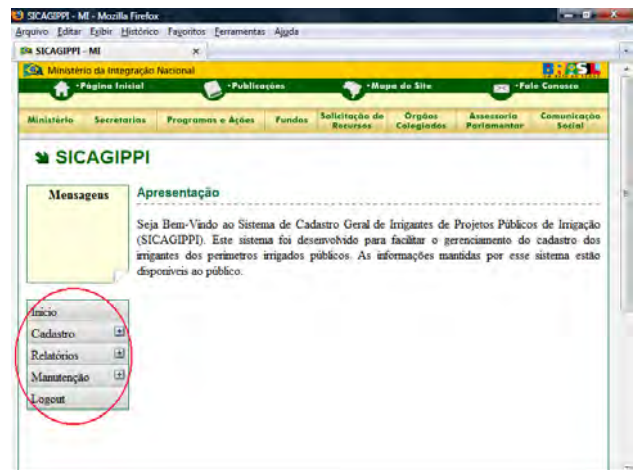 SICAGIPPI - MI - Mozilla Firefox
Arquivo Editar Exibir Histórico Favoritos Ferramentas Ajuda
SICAGIPPI - MI
Ministério da Integração Nacional
BRASIL
Página Inicial Publicações Mapa do Site Fale Conosco
Ministério Secretarias Programas e Ações Fundos Solicitação de Recursos Órgãos Colegiados Assessoria Parlamentar Comunicação Social
SICAGIPPI
Mensagens
Apresentação
Seja Bem-Vindo ao Sistema de Cadastro Geral de Irrigantes de Projetos Públicos de Irrigação
(SICAGIPPI). Este sistema foi desenvolvido para facilitar o gerenciamento do cadastro dos
irrigantes dos perímetros irrigados públicos. As informações mantidas por esse sistema estão
disponíveis ao público.
Início
Cadastro
Relatórios
Manutenção
Logout